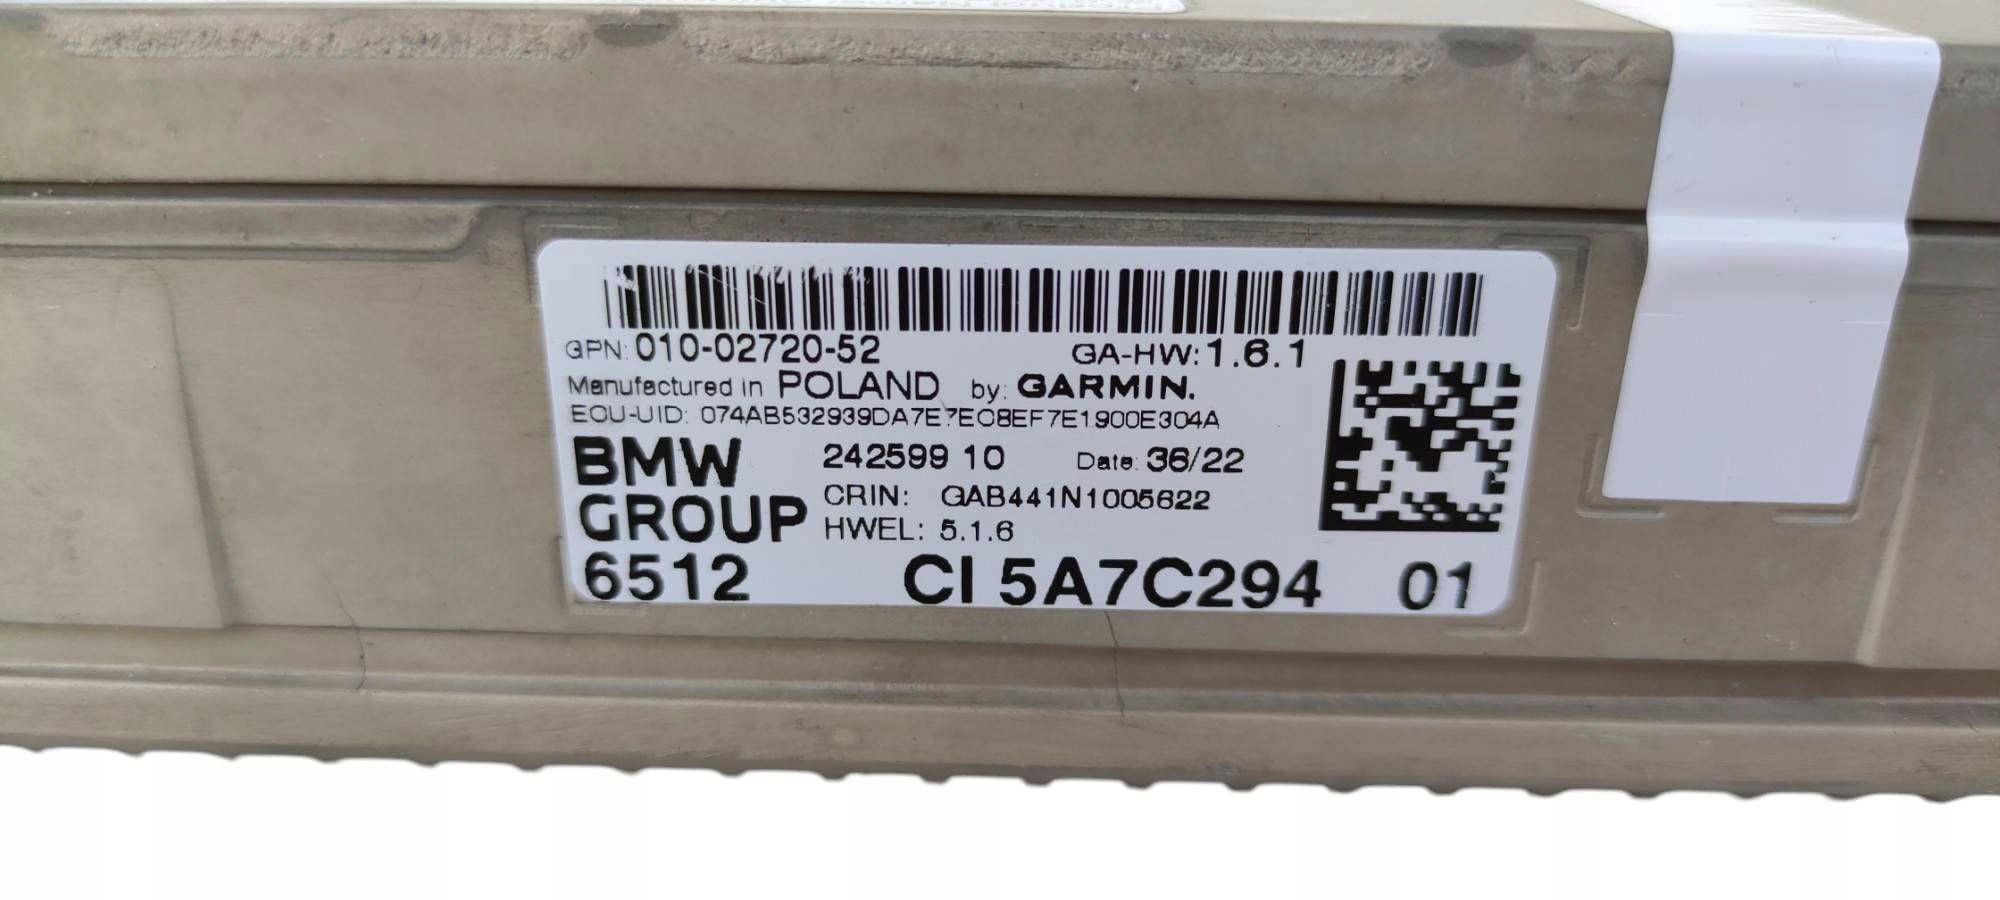 GPN: 010-02720-52 GA-HW: 1.6.1
Manufactured in POLAND by: GARMIN.
ECU-UID: 074AB532939DA7E7EC8EF7E1900E304A
BMW 242599 10 Date: 36/22
GROUP CRIN: GAB441N1005622
HWEL: 5.1.6
6512 CI 5A7C294 01